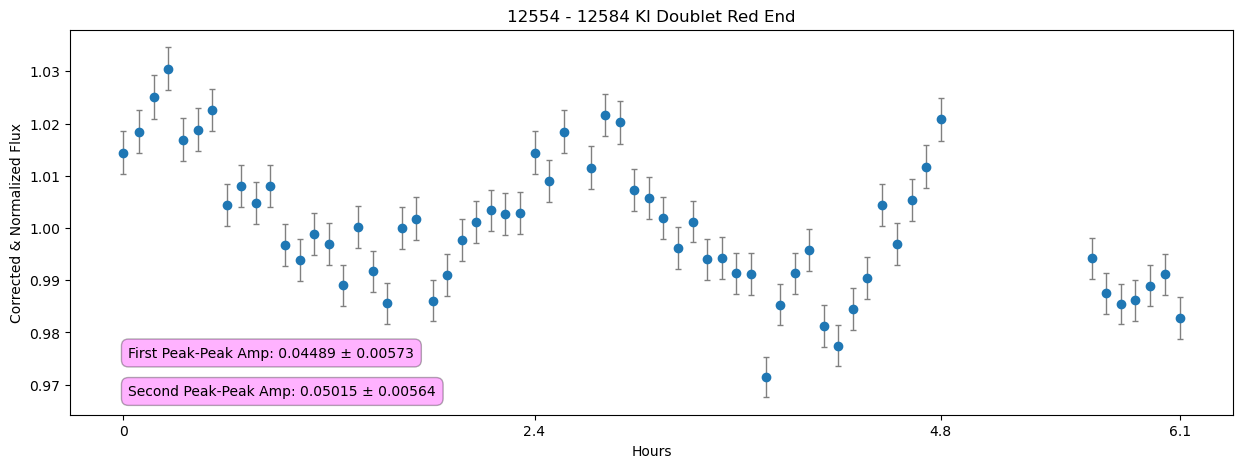 12554 - 12584 KI Doublet Red End
Corrected & Normalized Flux
1.03
1.02
1.01
1.00
0.99
0.98
0.97
First Peak-Peak Amp: 0.04489 ± 0.00573
Second Peak-Peak Amp: 0.05015 ± 0.00564
0
2.4
4.8
6.1
Hours